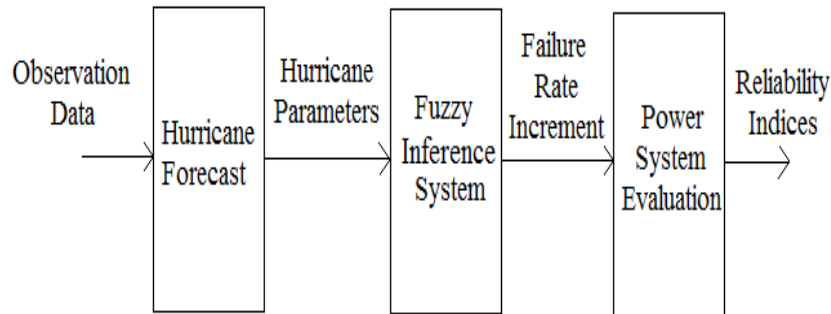 Observation
Data
Hurricane
Forecast
Hurricane
Parameters
Fuzzy
Inference
System
Failure
Rate
Increment
Power
System
Evaluation
Reliability
Indices